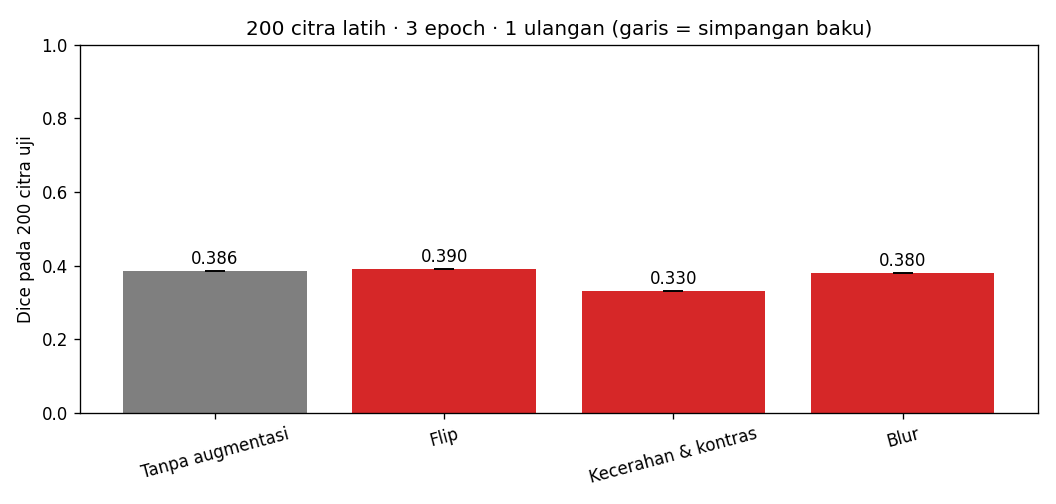 200 citra latih · 3 epoch · 1 ulangan (garis = simpangan baku)
Dice pada 200 citra uji
1.0
0.8
0.6
0.4
0.2
0.0
0.386
0.390
0.330
0.380
Tanpa augmentasi
Flip
Kecerahan & kontras
Blur